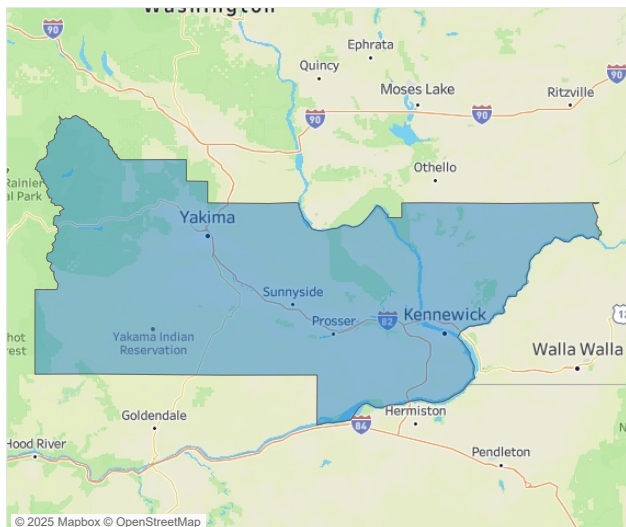 Washington
90
Ephrata
Quincy
Moses Lake
Ritzville
90
90
90
Othello
Rainier
al Park
Yakima
Sunnyside
Prosser
82
Kennewick
12
Yakama Indian
Reservation
Walla Walla
hot
rest
Goldendale
Hermiston
84
Hood River
Pendleton
© 2025 Mapbox © OpenStreetMap